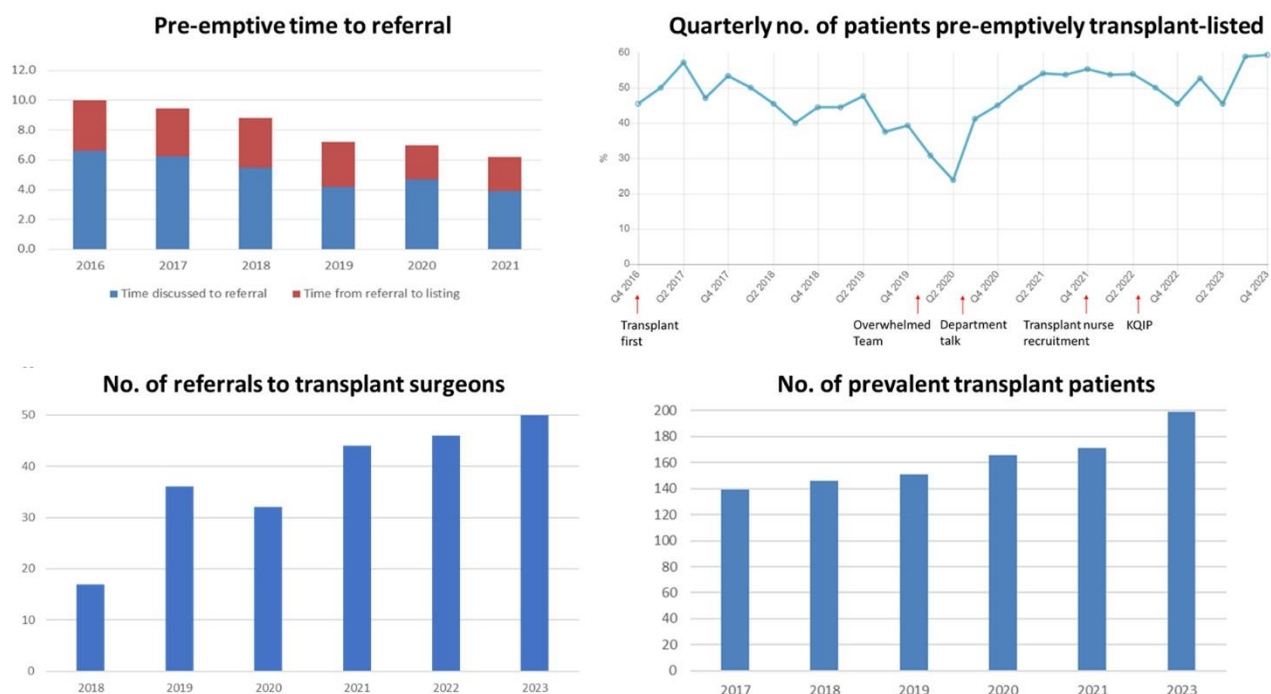 Pre-emptive time to referral
12.0
10.0
8.0
6.0
4.0
2.0
0.0
2016 2017 2018 2019 2020 2021
Time discussed to referral Time from referral to listing
Quarterly no. of patients pre-emptively transplant-listed
60
50
40
30
20
10
0
%
Q4 2016 Q2 2017 Q4 2017 Q2 2018 Q4 2018 Q2 2019 Q4 2019 Q2 2020 Q4 2020 Q2 2021 Q4 2021 Q2 2022 Q4 2022 Q2 2023 Q4 2023
Transplant
first
Overwhelmed
Team
Department
talk
Transplant nurse
recruitment
KQIP
No. of referrals to transplant surgeons
50
40
30
20
10
0
2018 2019 2020 2021 2022 2023
No. of prevalent transplant patients
200
180
160
140
120
100
80
60
40
20
0
2017 2018 2019 2020 2021 2023